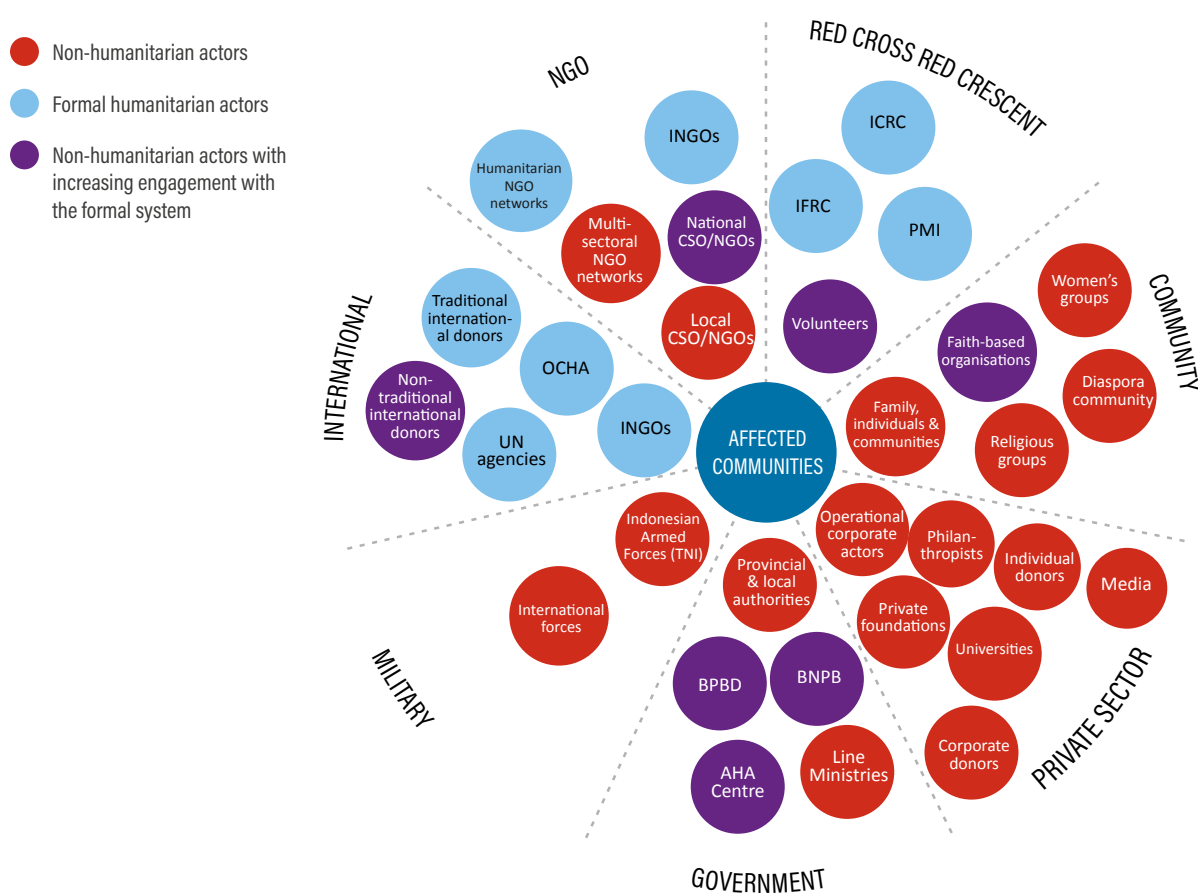 Non-humanitarian actors
Formal humanitarian actors
Non-humanitarian actors with
increasing engagement with
the formal system
NGO
INGOs
Humanitarian
NGO
networks
Multi-
sectoral
NGO
networks
National
CSO/NGOs
Local
CSO/NGOs
RED CROSS RED CRESCENT
ICRC
IFRC
PMI
Volunteers
COMMUNITY
Women's
groups
Faith-based
organisations
Diaspora
community
Family,
individuals &
communities
Religious
groups
INTERNATIONAL
Traditional
internation-
al donors
OCHA
Non-
traditional
international
donors
UN
agencies
INGOs
AFFECTED
COMMUNITIES
MILITARY
Indonesian
Armed
Forces (TNI)
International
forces
GOVERNMENT
Provincial
& local
authorities
BPBD
BNPB
AHA
Centre
Line
Ministries
PRIVATE SECTOR
Operational
corporate
actors
Philan-
thropists
Individual
donors
Media
Private
foundations
Universities
Corporate
donors